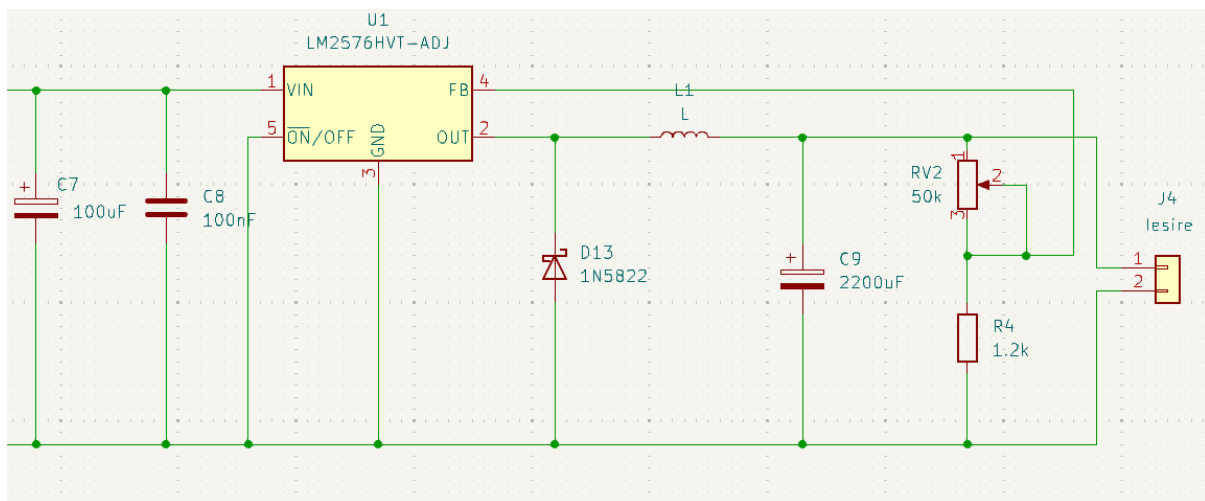 U1
LM2576HVT-ADJ
1
VIN
FB
4
5
ON/OFF
GND
OUT
2
3
L1
L
C7
100uF
+
C8
100nF
D13
1N5822
+
C9
2200uF
RV2
50k
1
2
3
R4
1.2k
J4
Iesire
1
2